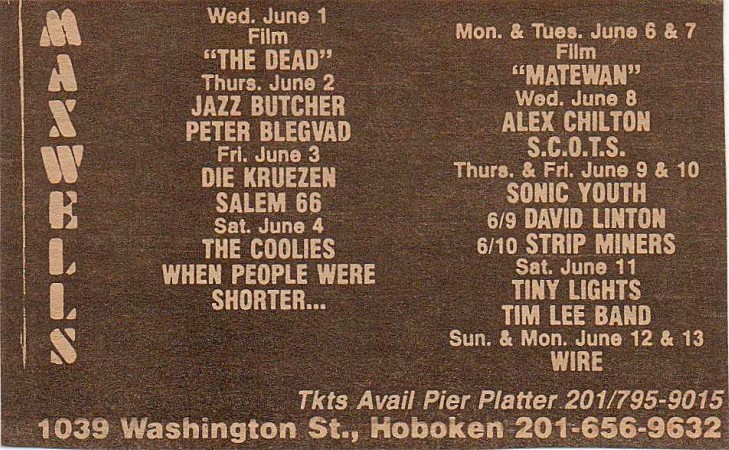 MAXWELLS
Wed. June 1
Film
“THE DEAD”
Thurs. June 2
JAZZ BUTCHER
PETER BLEGVAD
Fri. June 3
DIE KRUEZEN
SALEM 66
Sat. June 4
THE COOLIES
WHEN PEOPLE WERE
SHORTER...
Mon. & Tues. June 6 & 7
Film
“MATEWAN”
Wed. June 8
ALEX CHILTON
S.C.O.T.S.
Thurs. & Fri. June 9 & 10
SONIC YOUTH
6/9 DAVID LINTON
6/10 STRIP MINERS
Sat. June 11
TINY LIGHTS
TIM LEE BAND
Sun. & Mon. June 12 & 13
WIRE
Tkts Avail Pier Platter 201/795-9015
1039 Washington St., Hoboken 201-656-9632